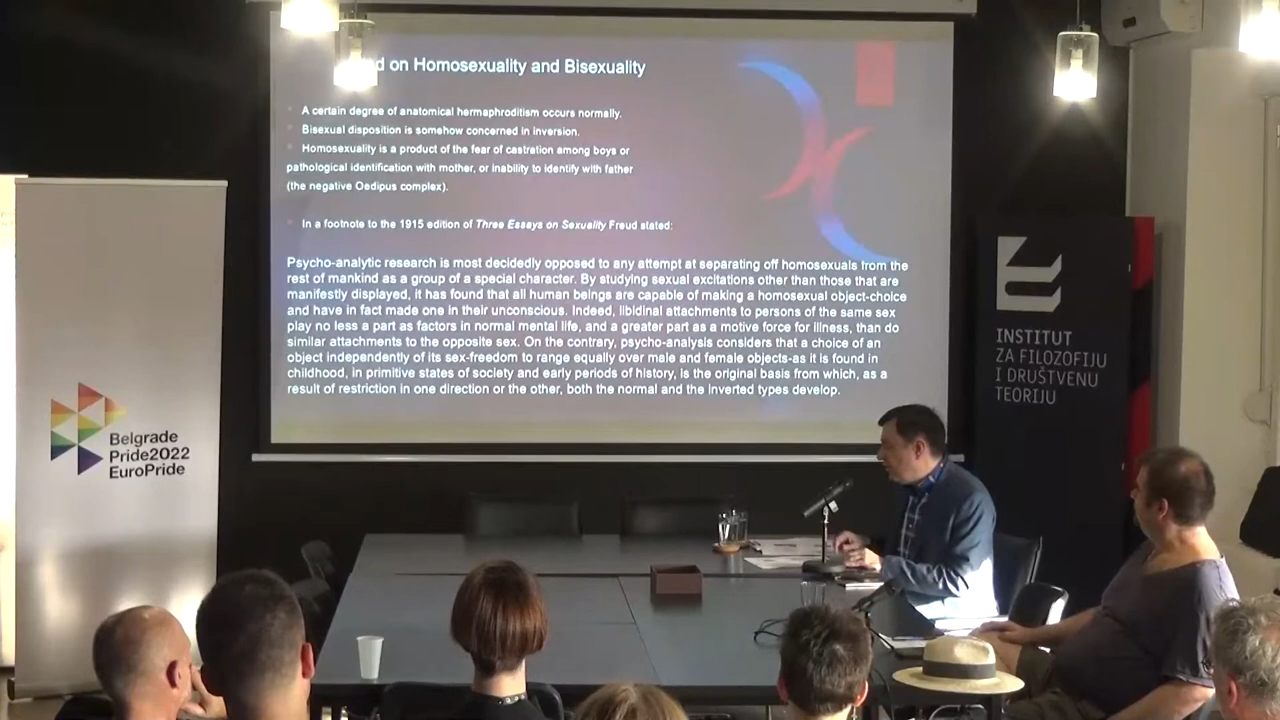 d on Homosexuality and Bisexuality
A certain degree of anatomical hermaphroditism occurs normally.
Bisexual disposition is somehow concerned in inversion.
Homosexuality is a product of the fear of castration among boys or
pathological identification with mother, or inability to identify with father
(the negative Oedipus complex).
In a footnote to the 1915 edition of Three Essays on Sexuality Freud stated:
Psycho-analytic research is most decidedly opposed to any attempt at separating off homosexuals from the
rest of mankind as a group of a special character. By studying sexual excitations other than those that are
manifestly displayed, it has found that all human beings are capable of making a homosexual object-choice
and have in fact made one in their unconscious. Indeed, libidinal attachments to persons of the same sex
play no less a part as factors in normal mental life, and a greater part as a motive force for illness, than do
similar attachments to the opposite sex. On the contrary, psycho-analysis considers that a choice of an
object independently of its sex-freedom to range equally over male and female objects-as it is found in
childhood, in primitive states of society and early periods of history, is the original basis from which, as a
result of restriction in one direction or the other, both the normal and the inverted types develop.
Belgrade
Pride2022
EuroPride
INSTITUT
ZA FILOZOFIJU
I DRUŠTVENU
TEORIJU